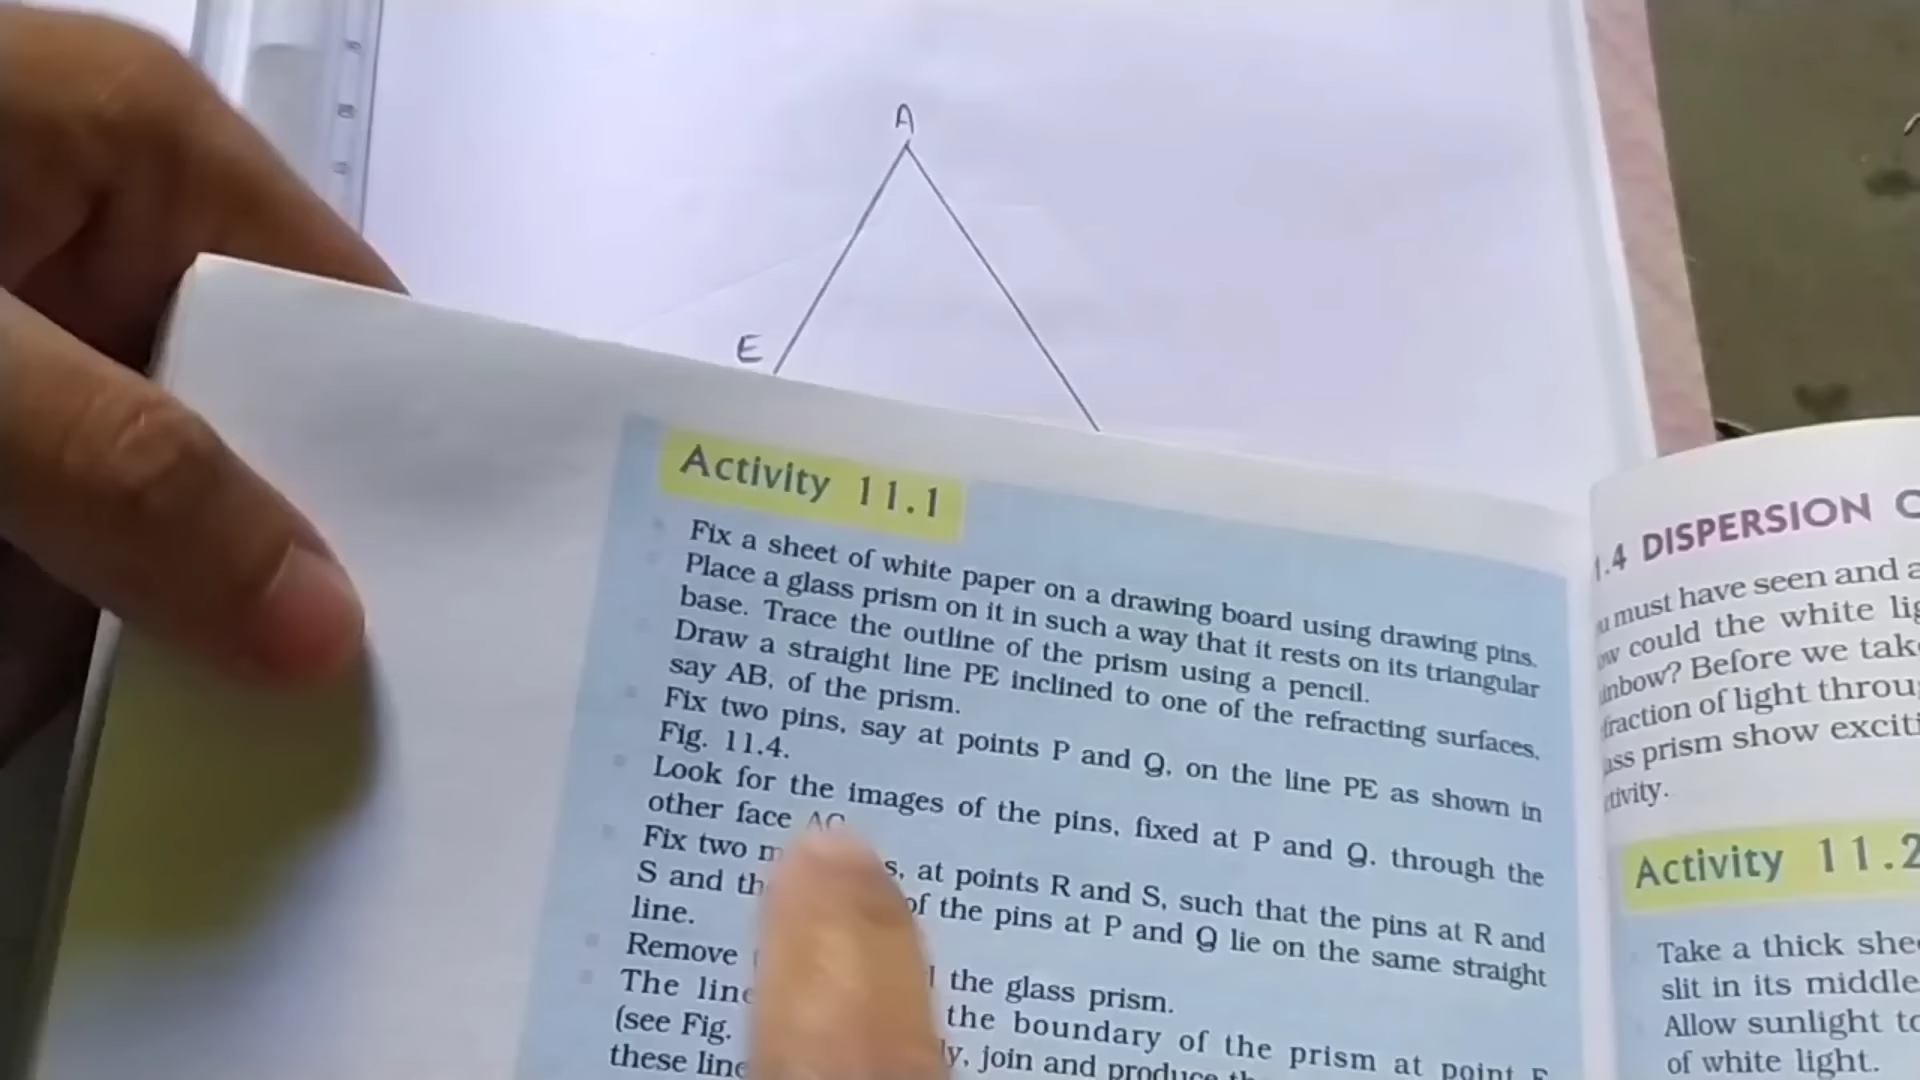 A
E
Activity 11.1
Fix a sheet of white paper on a drawing board using drawing pins.
Place a glass prism on it in such a way that it rests on its triangular
base. Trace the outline of the prism using a pencil.
Draw a straight line PE inclined to one of the refracting surfaces,
say AB, of the prism.
Fix two pins, say at points P and Q, on the line PE as shown in
Fig. 11.4.
Look for the images of the pins, fixed at P and Q, through the
other face AC
Fix two at points R and S, such that the pins at R and
S and of the pins at P and Q lie on the same straight
line.
Remove the glass prism.
The the boundary of the prism at point
(see Fig. join and produce
these
.4 DISPERSION
must have seen and
could the white
Before we
of light
prism show
Activity 11.2
Take a thick
slit in its middle
Allow sunlight
of white light.